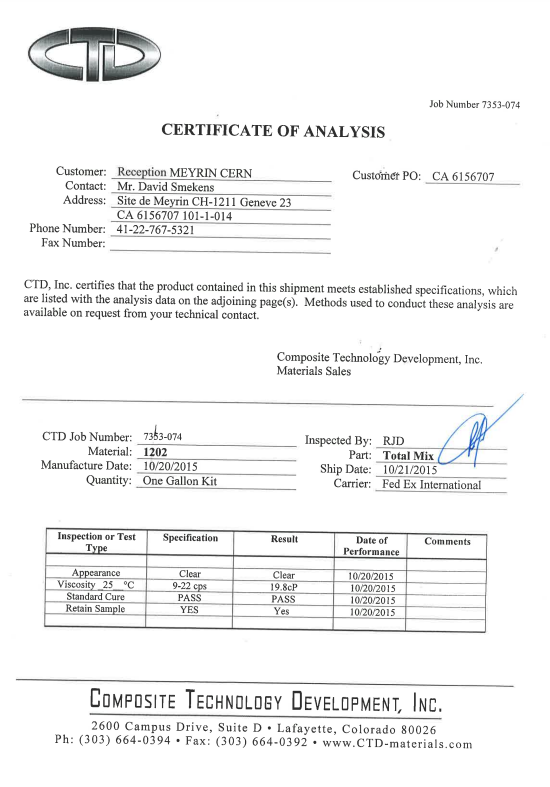 CTD
Job Number 7353-074
CERTIFICATE OF ANALYSIS
Customer: Reception MEYRIN CERN
Customer PO: CA 6156707
Contact: Mr. David Smekens
Address: Site de Meyrin CH-1211 Geneve 23
CA 6156707 101-1-014
Phone Number: 41-22-767-5321
Fax Number:
CTD, Inc. certifies that the product contained in this shipment meets established specifications, which
are listed with the analysis data on the adjoining page(s). Methods used to conduct these analysis are
available on request from your technical contact.
Composite Technology Development, Inc.
Materials Sales
CTD Job Number: 7353-074
Material: 1202
Manufacture Date: 10/20/2015
Quantity: One Gallon Kit
Inspected By: RJD
Part: Total Mix
Ship Date: 10/21/2015
Carrier: Fed Ex International
Inspection or Test Type Specification Result Date of Performance Comments
Appearance Clear Clear 10/20/2015
Viscosity 25 °C 9-22 cps 19.8cP 10/20/2015
Standard Cure PASS PASS 10/20/2015
Retain Sample YES Yes 10/20/2015
COMPOSITE TECHNOLOGY DEVELOPMENT, INC.
2600 Campus Drive, Suite D • Lafayette, Colorado 80026
Ph: (303) 664-0394 • Fax: (303) 664-0392 • www.CTD-materials.com